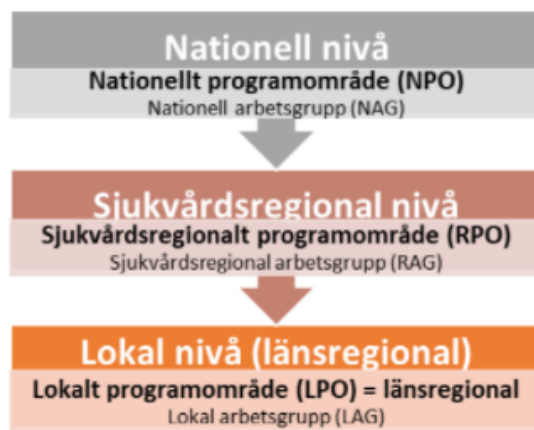 Nationell nivå
Nationellt programområde (NPO)
Nationell arbetsgrupp (NAG)
Sjukvårdsregional nivå
Sjukvårdsregionalt programområde (RPO)
Sjukvårdsregional arbetsgrupp (RAG)
Lokal nivå (länsregional)
Lokalt programområde (LPO) = länsregional
Lokal arbetsgrupp (LAG)